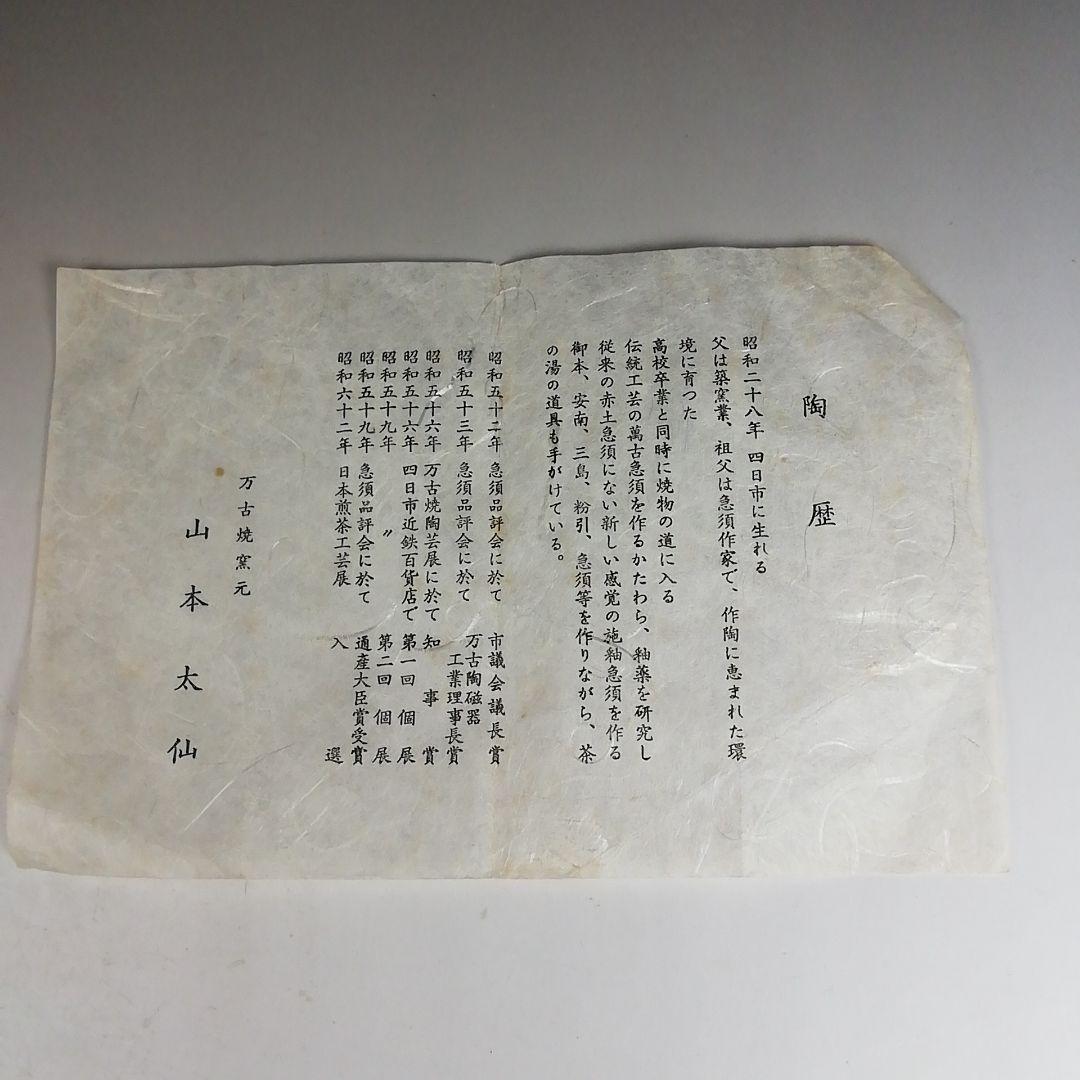 陶歴
昭和二十八年 四日市に生れる
父は築窯業、祖父は急須作家で、作陶に恵まれた環
境に育つた
高校卒業と同時に焼物の道に入る
伝統工芸の萬古急須を作るかたわら、釉薬を研究し
従来の赤土急須にない新しい感覚の施釉急須を作る
御本、安南、三島、粉引、急須等を作りながら、茶
の湯の道具も手がけている。
昭和五十二年 急須品評会に於て 市議会議長賞
昭和五十三年 急須品評会に於て 万古陶磁器
工業理事長賞
昭和五十六年 万古焼陶芸展に於て 知事賞
昭和五十六年 四日市近鉄百貨店で 第一回個展
昭和五十九年 〃 第二回個展
昭和五十九年 急須品評会に於て 通産大臣賞受賞
昭和六十二年 日本煎茶工芸展 入選
万古焼窯元
山本太仙